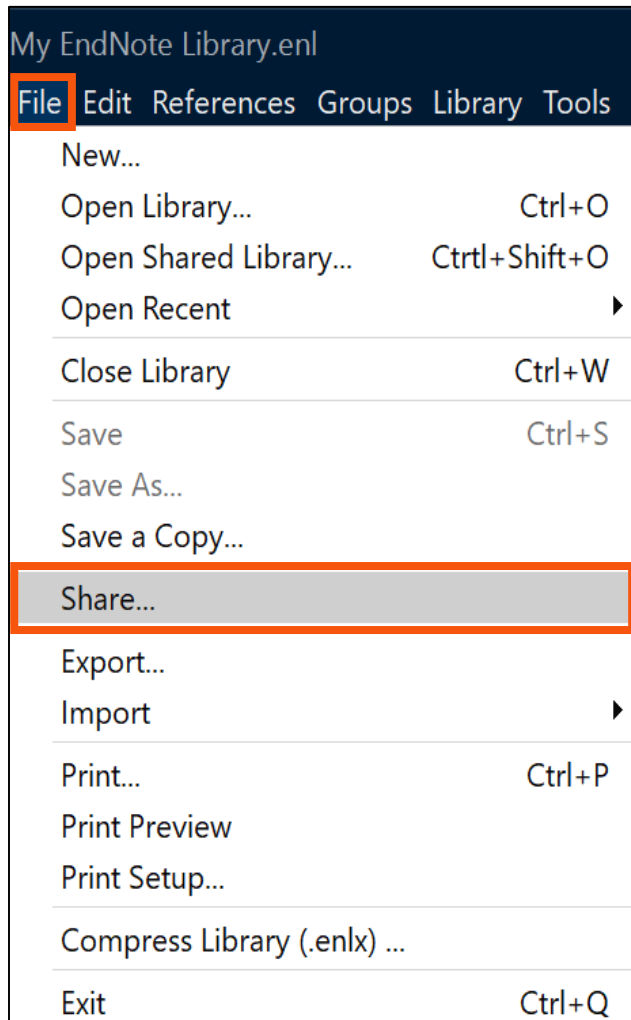 My EndNote Library.enl
File Edit References Groups Library Tools
New...
Open Library... Ctrl+O
Open Shared Library... Ctrtl+Shift+O
Open Recent
Close Library Ctrl+W
Save Ctrl+S
Save As...
Save a Copy...
Share...
Export...
Import
Print... Ctrl+P
Print Preview
Print Setup...
Compress Library (.enlx) ...
Exit Ctrl+Q